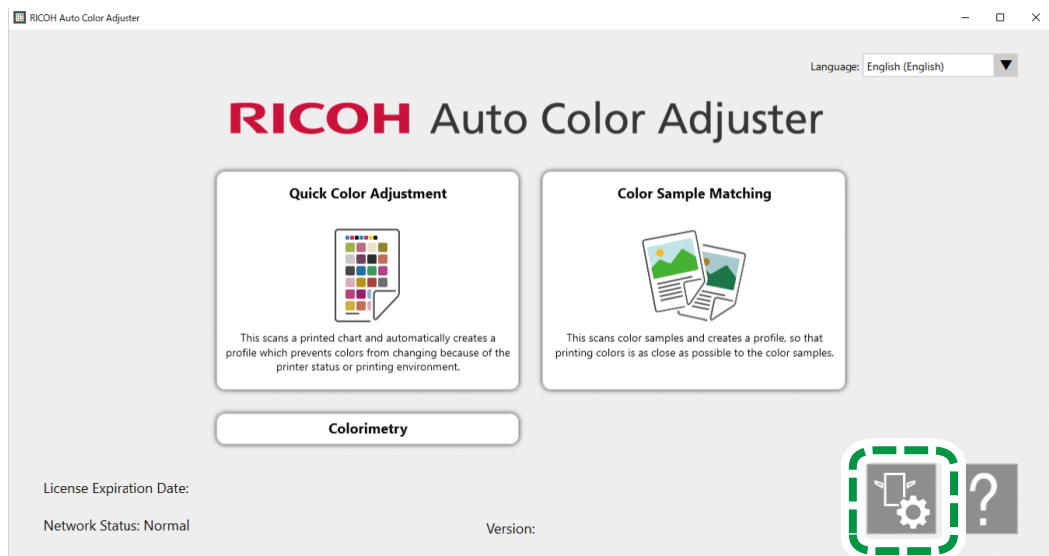 RICOH Auto Color Adjuster
Language: English (English)
RICOH Auto Color Adjuster
Quick Color Adjustment
This scans a printed chart and automatically creates a
profile which prevents colors from changing because of the
printer status or printing environment.
Color Sample Matching
This scans color samples and creates a profile, so that
printing colors is as close as possible to the color samples.
Colorimetry
License Expiration Date:
Network Status: Normal
Version:
?